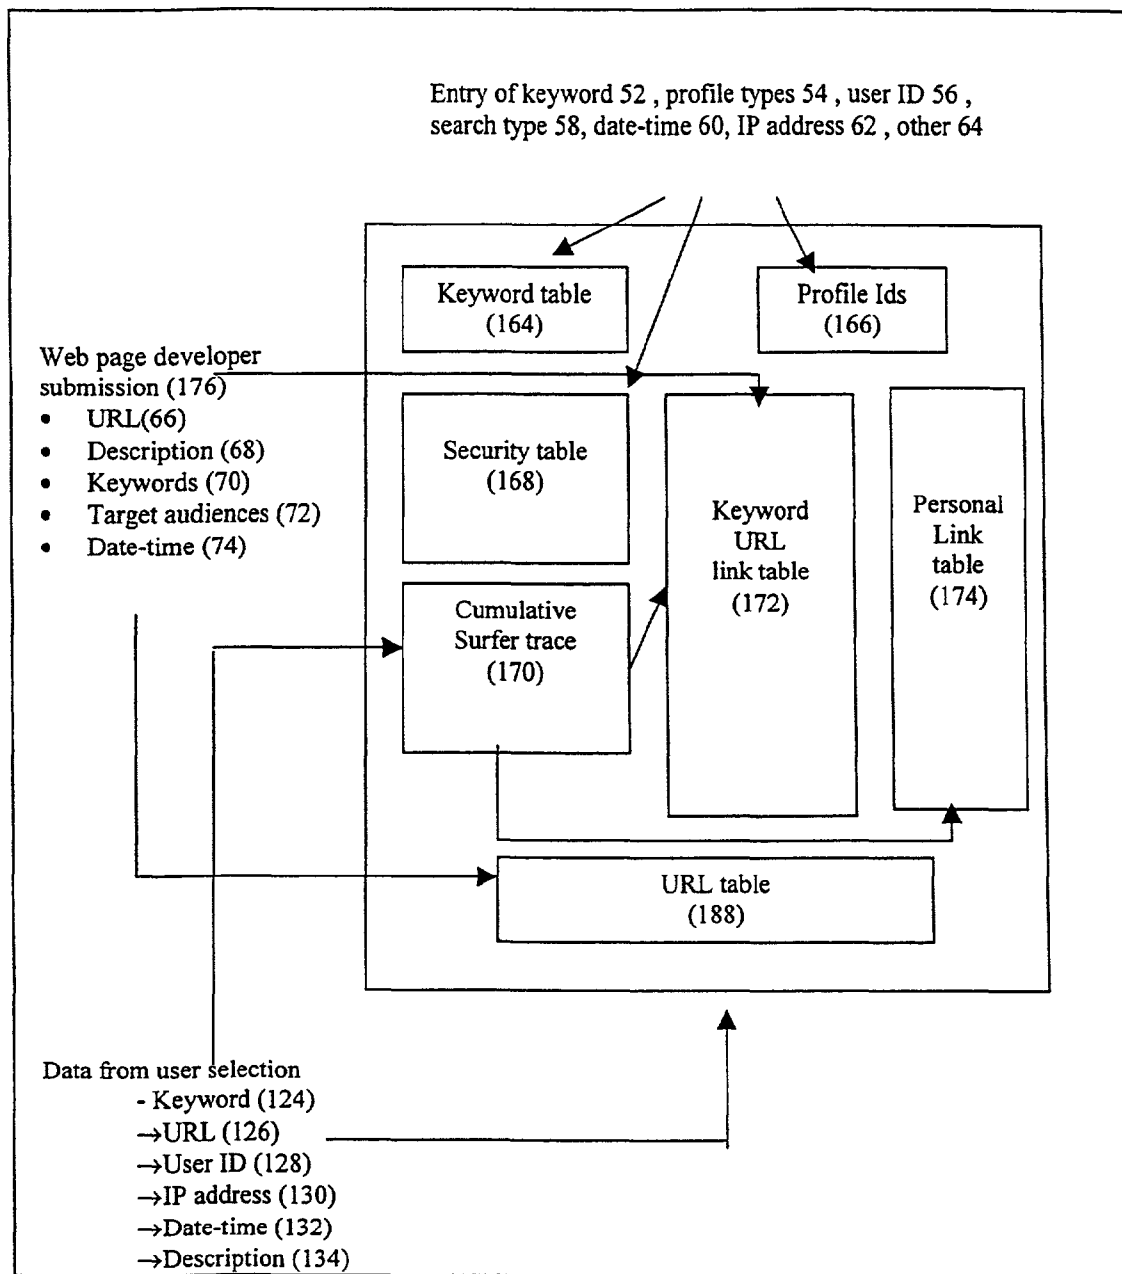 Entry of keyword 52 , profile types 54 , user ID 56 ,
search type 58, date-time 60, IP address 62 , other 64
Keyword table
(164)
Profile Ids
(166)
Web page developer
submission (176)
• URL(66)
• Description (68)
• Keywords (70)
• Target audiences (72)
• Date-time (74)
Security table
(168)
Keyword
URL
link table
(172)
Personal
Link
table
(174)
Cumulative
Surfer trace
(170)
URL table
(188)
Data from user selection
- Keyword (124)
→URL (126)
→User ID (128)
→IP address (130)
→Date-time (132)
→Description (134)